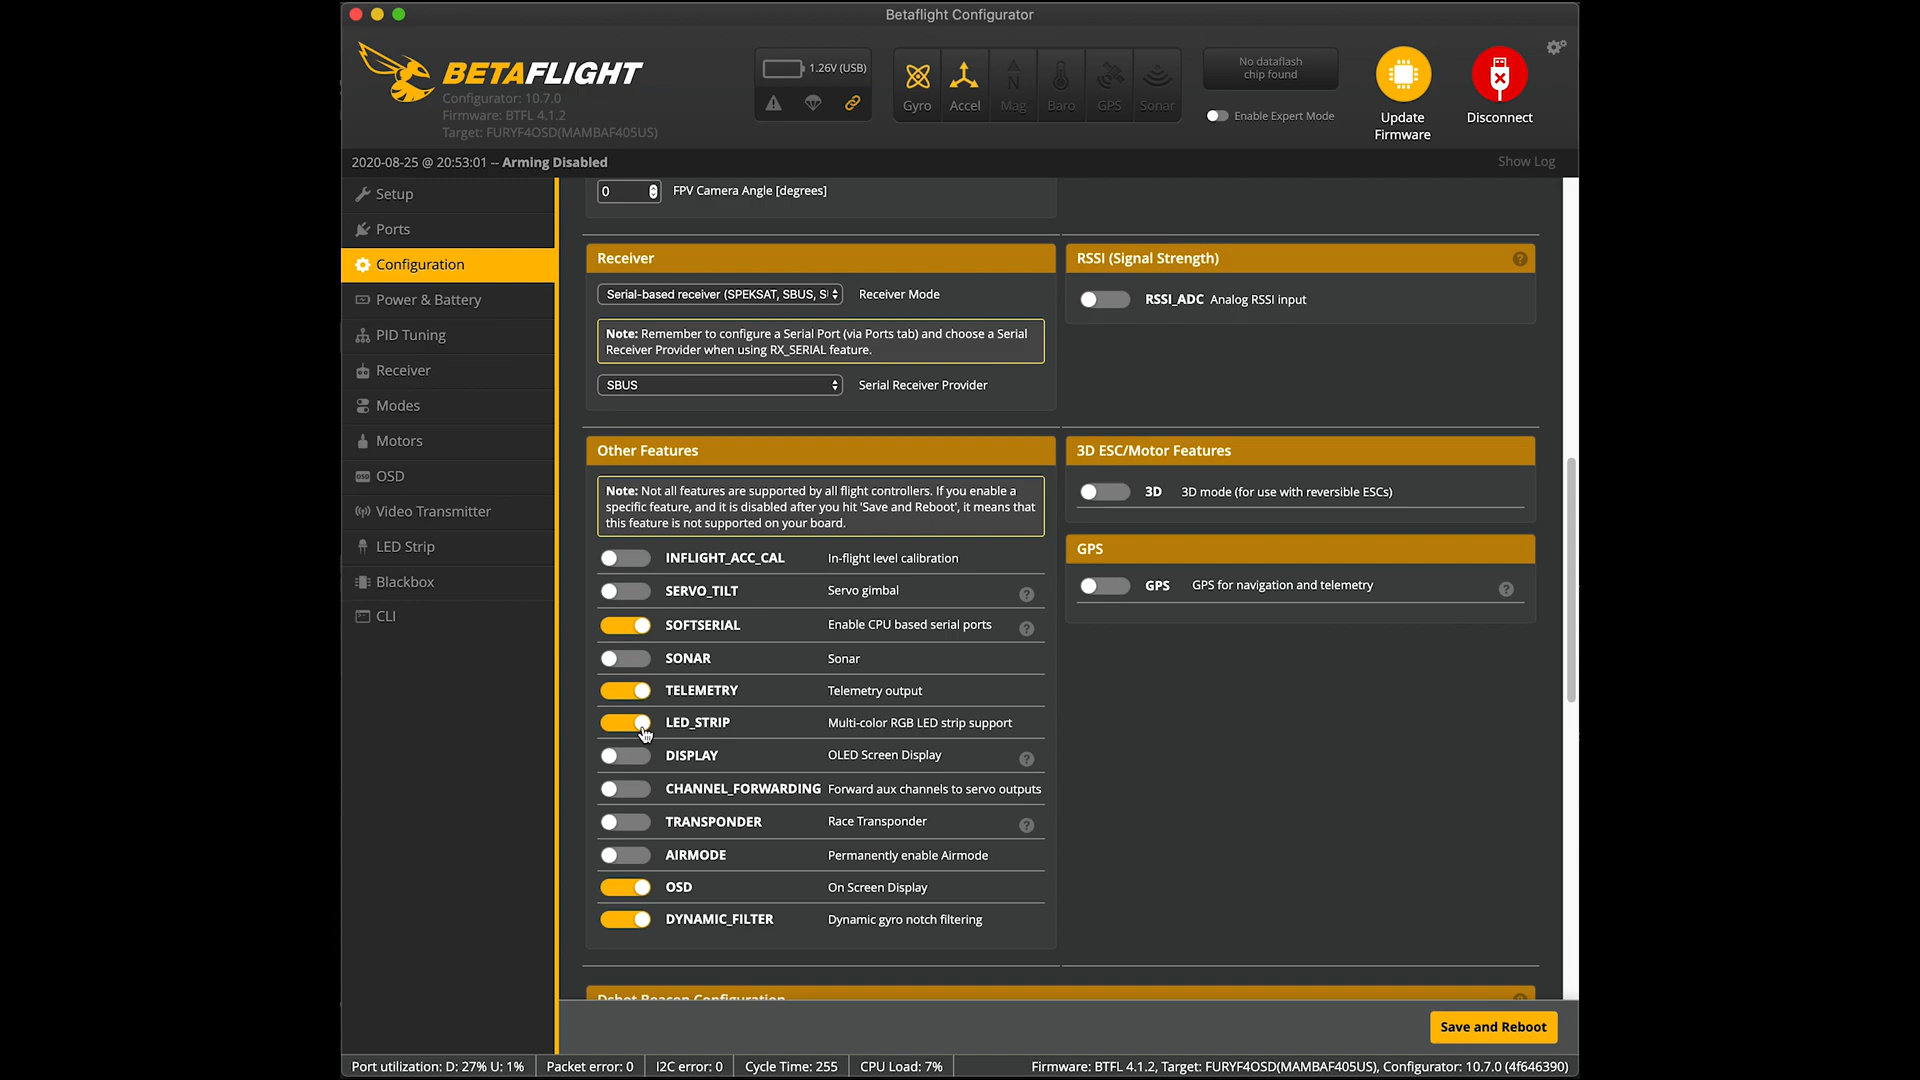 Betaflight Configurator
BETAFLIGHT
Configurator: 10.7.0
Firmware: BTFL 4.1.2
Target: FURYF4OSD(MAMBAF405US)
1.26V (USB)
Gyro
Accel
Mag
Baro
GPS
Sonar
No dataflash
chip found
Enable Expert Mode
Update
Firmware
Disconnect
2020-08-25 @ 20:53:01 -- Arming Disabled
Show Log
Setup
Ports
Configuration
Power & Battery
PID Tuning
Receiver
Modes
Motors
OSD
Video Transmitter
LED Strip
Blackbox
CLI
0 FPV Camera Angle [degrees]
Receiver
Serial-based receiver (SPEKSAT, SBUS, SU Receiver Mode
Note: Remember to configure a Serial Port (via Ports tab) and choose a Serial
Receiver Provider when using RX_SERIAL feature.
SBUS Serial Receiver Provider
RSSI (Signal Strength)
RSSI_ADC Analog RSSI input
Other Features
Note: Not all features are supported by all flight controllers. If you enable a
specific feature, and it is disabled after you hit 'Save and Reboot', it means that
this feature is not supported on your board.
INFLIGHT_ACC_CAL In-flight level calibration
SERVO_TILT Servo gimbal
SOFTSERIAL Enable CPU based serial ports
SONAR Sonar
TELEMETRY Telemetry output
LED_STRIP Multi-color RGB LED strip support
DISPLAY OLED Screen Display
CHANNEL_FORWARDING Forward aux channels to servo outputs
TRANSPONDER Race Transponder
AIRMODE Permanently enable Airmode
OSD On Screen Display
DYNAMIC_FILTER Dynamic gyro notch filtering
3D ESC/Motor Features
3D 3D mode (for use with reversible ESCs)
GPS
GPS GPS for navigation and telemetry
Dshot Beacon Configuration
Save and Reboot
Port utilization: D: 27% U: 1%
Packet error: 0
I2C error: 0
Cycle Time: 255
CPU Load: 7%
Firmware: BTFL 4.1.2, Target: FURYF4OSD(MAMBAF405US), Configurator: 10.7.0 (4f646390)